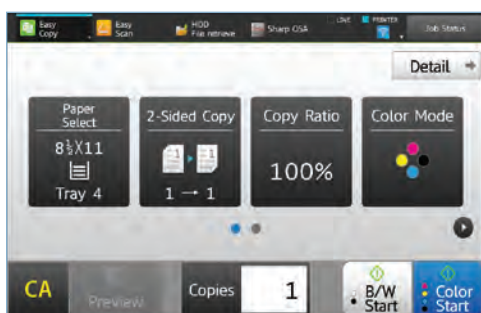 Easy Copy
Easy Scan
HDD File retrieve
Sharp OSA
LINE
PRINTER
Job Status
Detail
Paper Select
8½X11
Tray 4
2-Sided Copy
1 → 1
Copy Ratio
100%
Color Mode
CA
Preview
Copies
1
B/W Start
Color Start